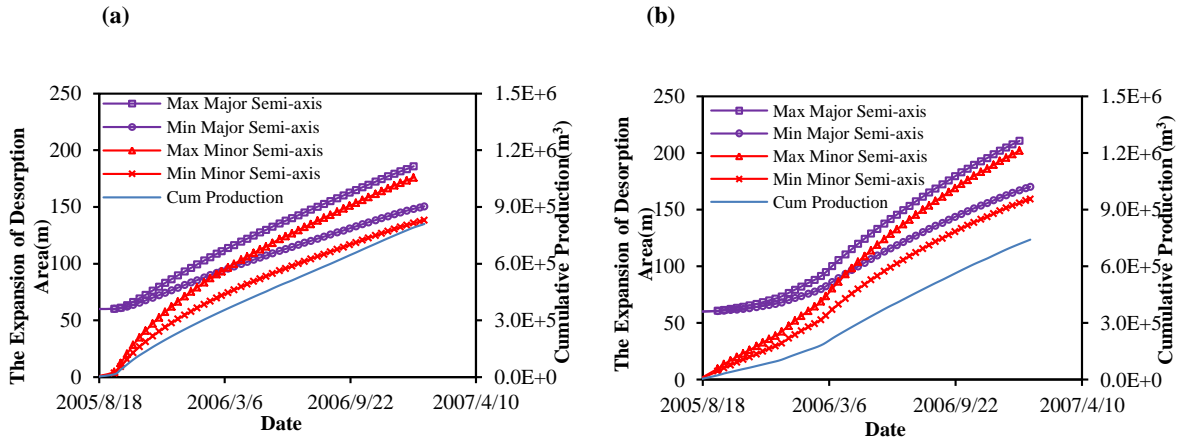 (a)
The Expansion of Desorption
Area(m)
250
200
150
100
50
0
Max Major Semi-axis
Min Major Semi-axis
Max Minor Semi-axis
Min Minor Semi-axis
Cum Production
1.5E+6
1.2E+6
9.0E+5
6.0E+5
3.0E+5
0.0E+0
Cumulative Production(m³)
2005/8/18
2006/3/6
2006/9/22
2007/4/10
Date
(b)
The Expansion of Desorption
Area(m)
250
200
150
100
50
0
Max Major Semi-axis
Min Major Semi-axis
Max Minor Semi-axis
Min Minor Semi-axis
Cum Production
1.5E+6
1.2E+6
9.0E+5
6.0E+5
3.0E+5
0.0E+0
Cumulative Production (m³)
2005/8/18
2006/3/6
2006/9/22
2007/4/10
Date